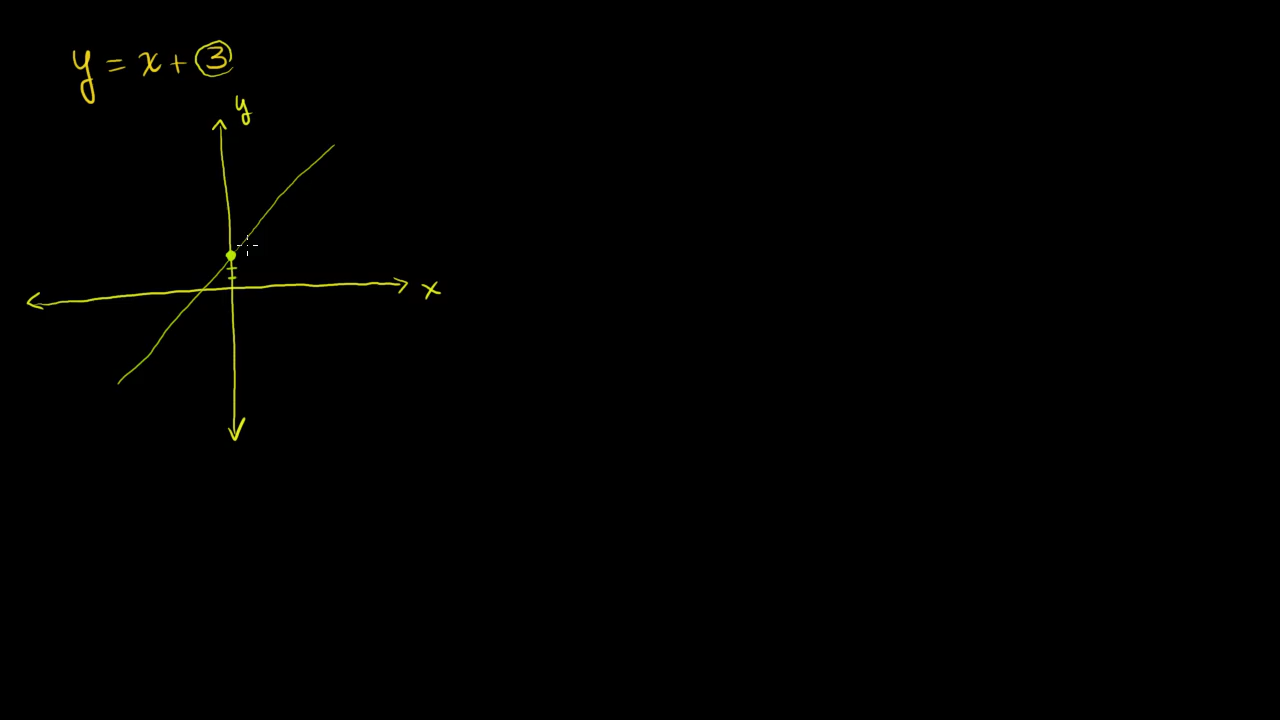 y = x + 3
y
x